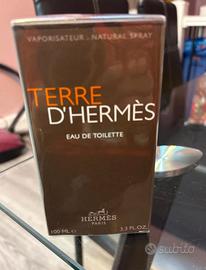 VAPORISATEUR - NATURAL SPRAY
TERRE
D'HERMÈS
EAU DE TOILETTE
HERMÈS
PARIS
100 ML ℮
3.3 FL.OZ.
subito